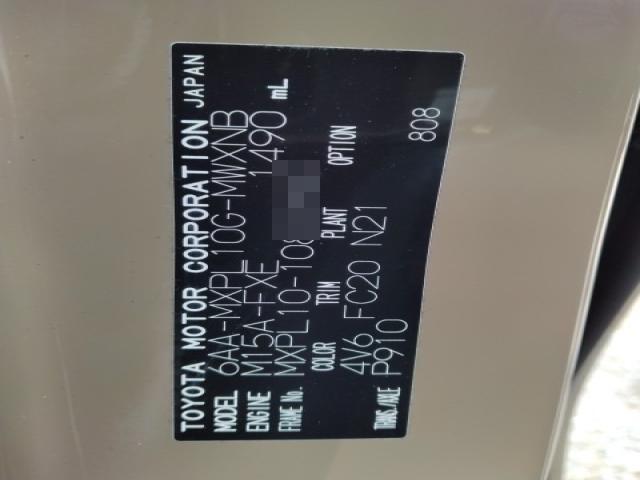 TOYOTA MOTOR CORPORATION JAPAN
MODEL 6AA-MXPL10G-MWXNB
ENGINE M15A-FXE 1,490 mL
FRAME No. MXPL10-108
COLOR TRIM PLANT OPTION
4V6 FC20 N21 808
TRANS./AXLE P910